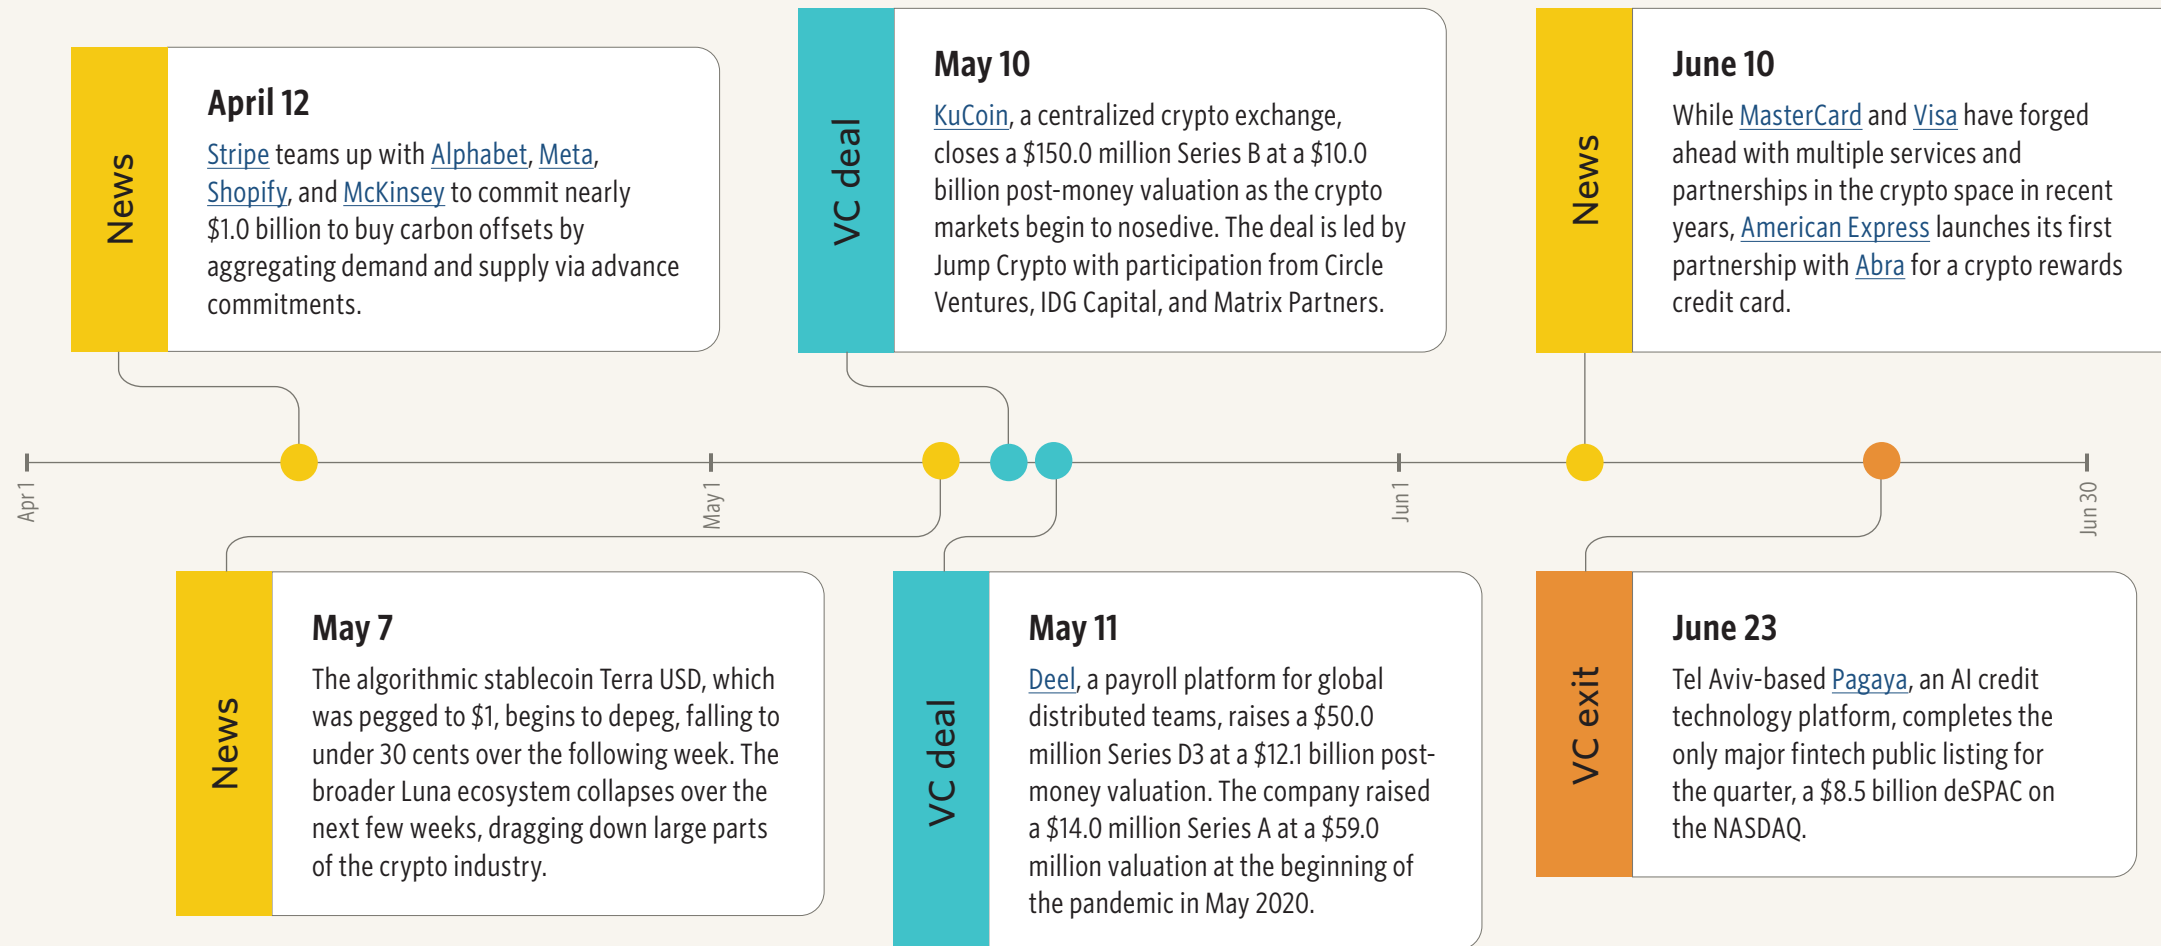 News
April 12
Stripe teams up with Alphabet, Meta,
Shopify, and McKinsey to commit nearly
$1.0 billion to buy carbon offsets by
aggregating demand and supply via advance
commitments.
VC deal
May 10
KuCoin, a centralized crypto exchange,
closes a $150.0 million Series B at a $10.0
billion post-money valuation as the crypto
markets begin to nosedive. The deal is led by
Jump Crypto with participation from Circle
Ventures, IDG Capital, and Matrix Partners.
News
June 10
While MasterCard and Visa have forged
ahead with multiple services and
partnerships in the crypto space in recent
years, American Express launches its first
partnership with Abra for a crypto rewards
credit card.
Apr 1
May 1
Jun 1
Jun 30
News
May 7
The algorithmic stablecoin Terra USD, which
was pegged to $1, begins to depeg, falling to
under 30 cents over the following week. The
broader Luna ecosystem collapses over the
next few weeks, dragging down large parts
of the crypto industry.
VC deal
May 11
Deel, a payroll platform for global
distributed teams, raises a $50.0
million Series D3 at a $12.1 billion post-
money valuation. The company raised
a $14.0 million Series A at a $59.0
million valuation at the beginning of
the pandemic in May 2020.
VC exit
June 23
Tel Aviv-based Pagaya, an AI credit
technology platform, completes the
only major fintech public listing for
the quarter, a $8.5 billion deSPAC on
the NASDAQ.